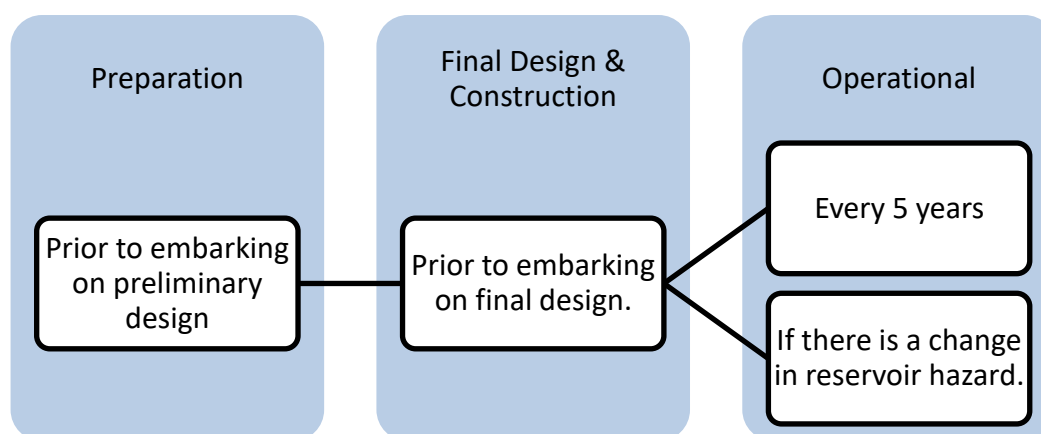 Preparation
Prior to embarking
on preliminary
design
Final Design &
Construction
Prior to embarking
on final design.
Operational
Every 5 years
If there is a change
in reservoir hazard.